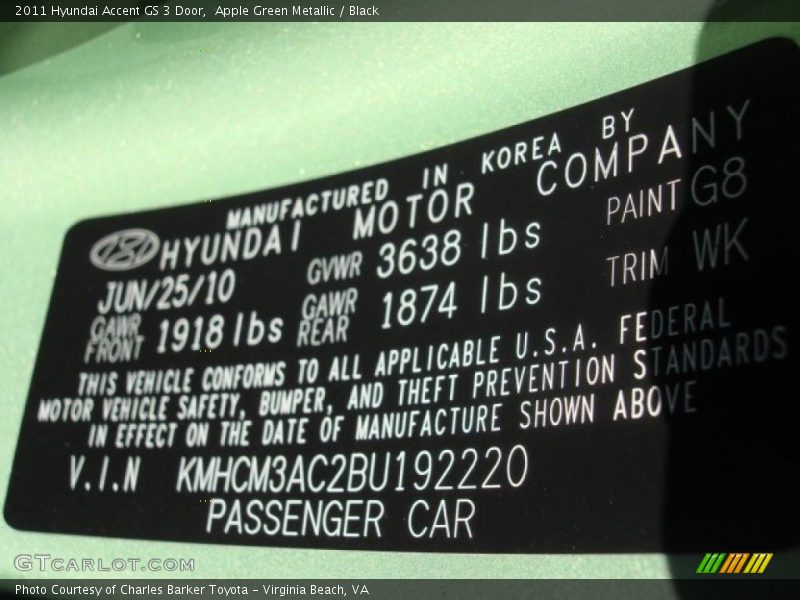 2011 Hyundai Accent GS 3 Door,  Apple Green Metallic / Black
MANUFACTURED IN KOREA BY
HYUNDAI MOTOR COMPANY
JUN/25/10 GVWR 3638 lbs PAINT G8
GAWR FRONT 1918 lbs GAWR REAR 1874 lbs TRIM WK
THIS VEHICLE CONFORMS TO ALL APPLICABLE U.S.A. FEDERAL
MOTOR VEHICLE SAFETY, BUMPER, AND THEFT PREVENTION STANDARDS
IN EFFECT ON THE DATE OF MANUFACTURE SHOWN ABOVE
V.I.N KMHCM3AC2BU192220
PASSENGER CAR
GTCARLOT.COM
Photo Courtesy of Charles Barker Toyota - Virginia Beach, VA